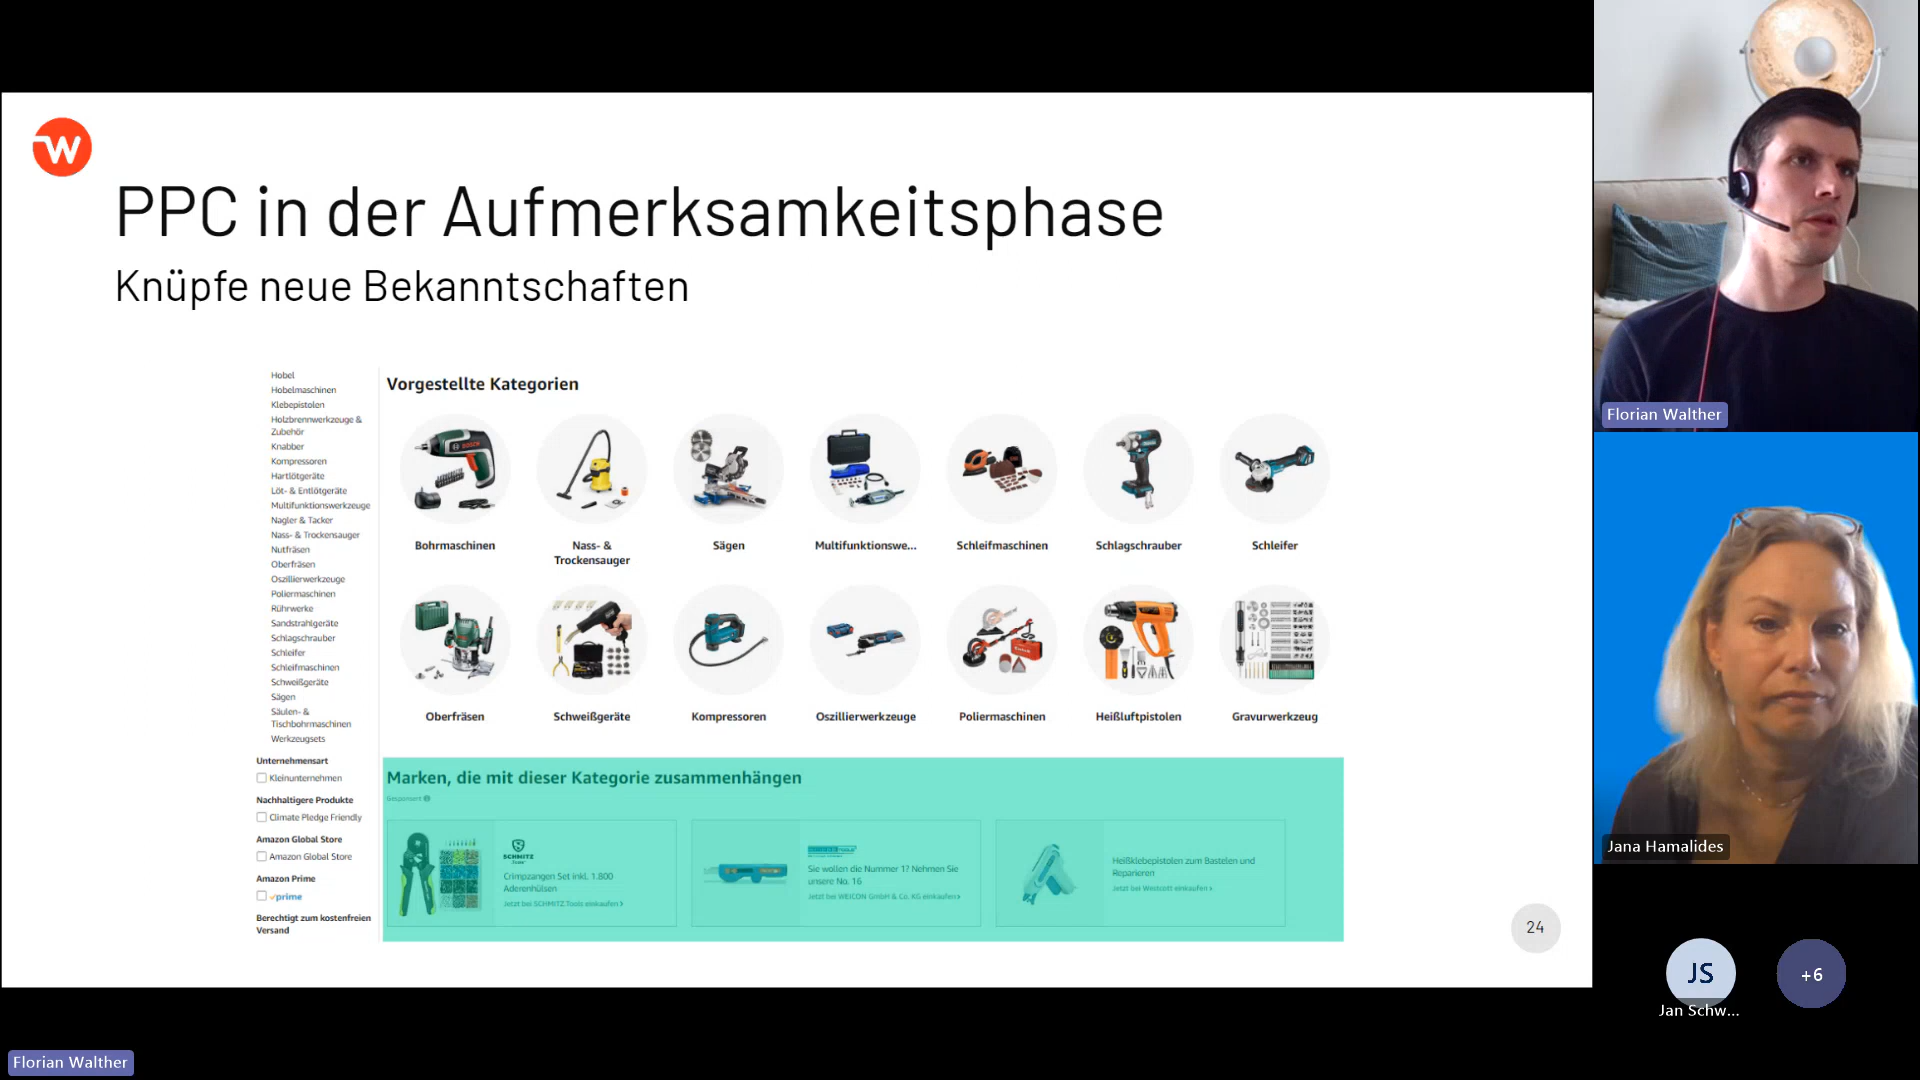 W
PPC in der Aufmerksamkeitsphase
Knüpfe neue Bekanntschaften
Hobel
Hobelmaschinen
Klebepistolen
Holzbrennwerkzeuge &
Zubehör
Knabber
Kompressoren
Hartlötgeräte
Löt- & Entlötgeräte
Multifunktionswerkzeuge
Nagler & Tacker
Nass- & Trockensauger
Nutfräsen
Oberfräsen
Oszillierwerkzeuge
Poliermaschinen
Rührwerke
Sandstrahlgeräte
Schlagschrauber
Schleifer
Schleifmaschinen
Schweißgeräte
Sägen
Säulen- &
Tischbohrmaschinen
Werkzeugsets
Unternehmensart
Kleinunternehmen
Nachhaltigere Produkte
Climate Pledge Friendly
Amazon Global Store
Amazon Global Store
Amazon Prime
prime
Berechtigt zum kostenfreien
Versand
Vorgestellte Kategorien
Bohrmaschinen
Nass- &
Trockensauger
Sägen
Multifunktionswe...
Schleifmaschinen
Schlagschrauber
Schleifer
Oberfräsen
Schweißgeräte
Kompressoren
Oszillierwerkzeuge
Poliermaschinen
Heißluftpistolen
Gravurwerkzeug
Marken, die mit dieser Kategorie zusammenhängen
Gesponsert
SCHMITZ
Crimpzangen Set inkl. 1.800
Aderenhülsen
Jetzt bei SCHMITZ.Tools einkaufen
Sie wollen die Nummer 1? Nehmen Sie
unsere No. 16
Jetzt bei WEICON GmbH & Co. KG einkaufen
Heißklebepistolen zum Basteln und
Reparieren
Jetzt bei Westcott einkaufen
24
Florian Walther
Jana Hamalides
JS
Jan Schw...
+6
Florian Walther